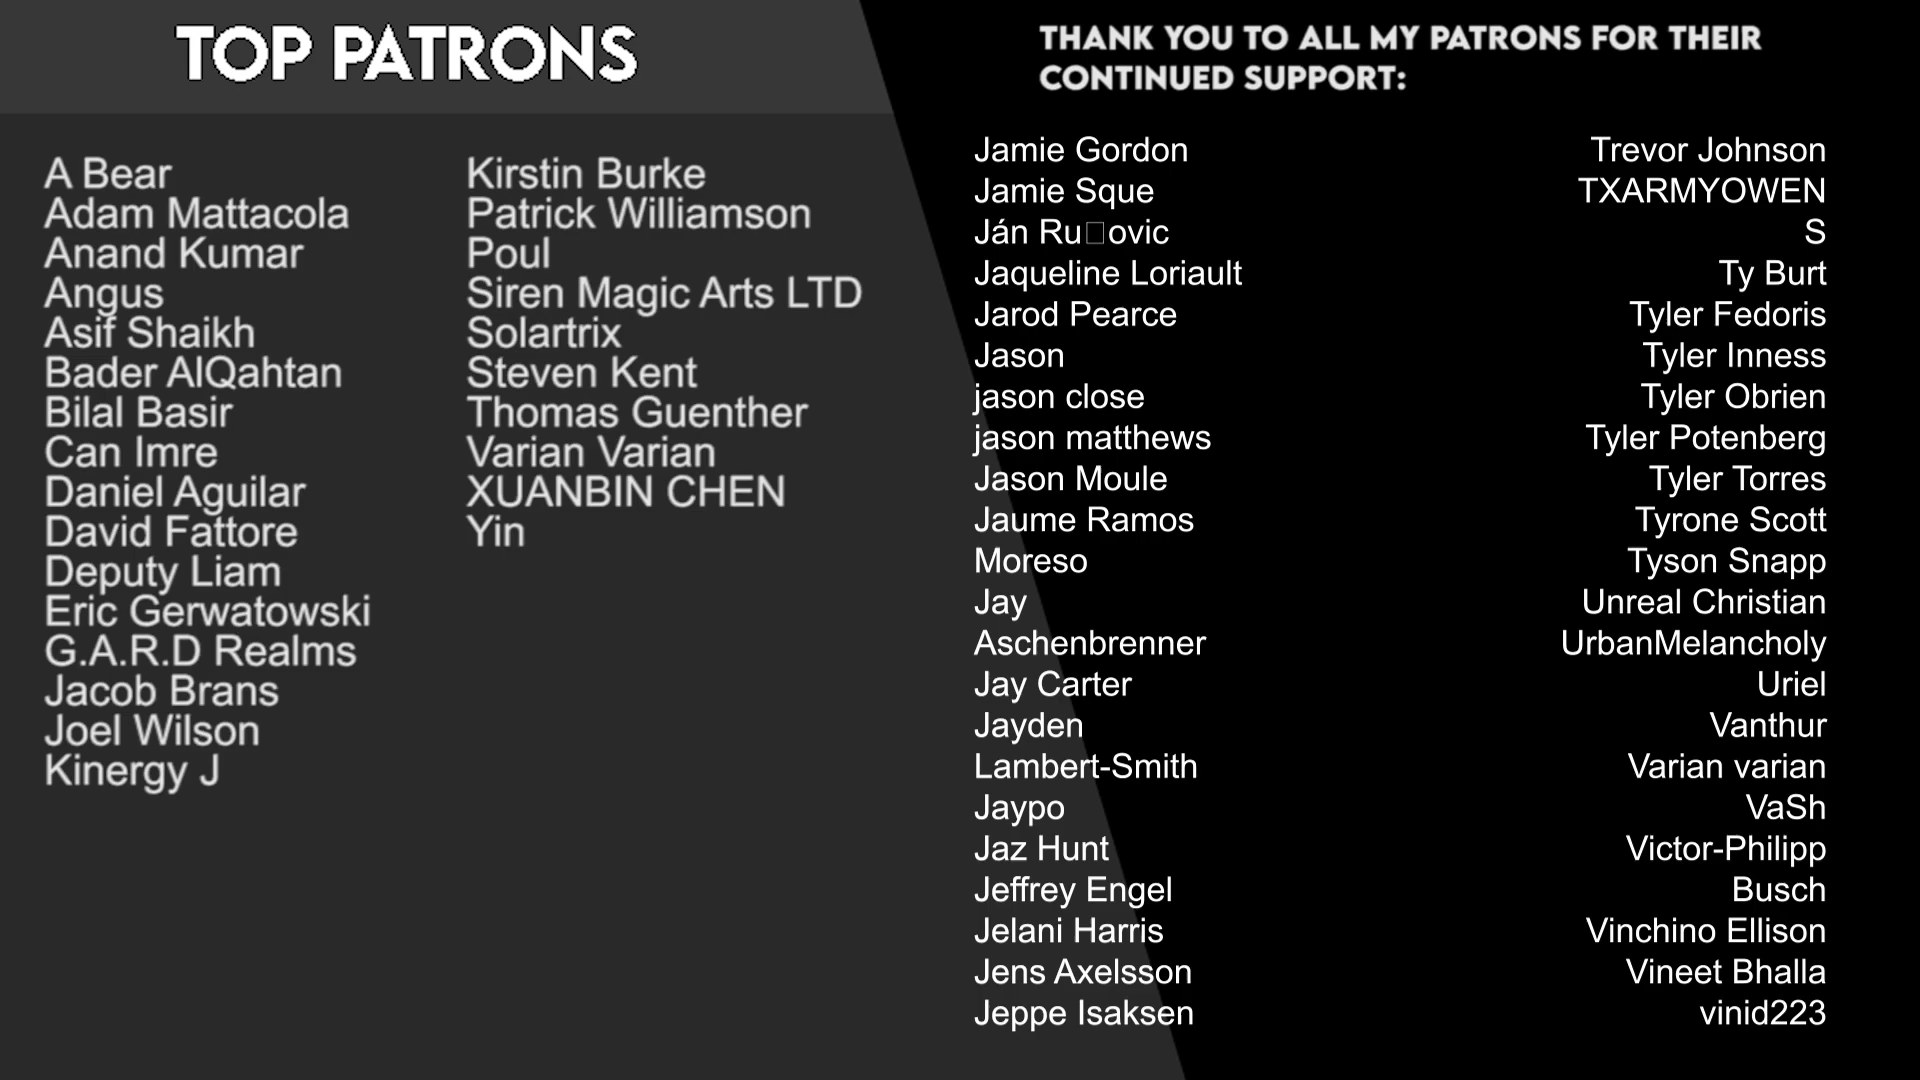 TOP PATRONS
A Bear
Adam Mattacola
Anand Kumar
Angus
Asif Shaikh
Bader AlQahtan
Bilal Basir
Can Imre
Daniel Aguilar
David Fattore
Deputy Liam
Eric Gerwatowski
G.A.R.D Realms
Jacob Brans
Joel Wilson
Kinergy J
Kirstin Burke
Patrick Williamson
Poul
Siren Magic Arts LTD
Solartrix
Steven Kent
Thomas Guenther
Varian Varian
XUANBIN CHEN
Yin
THANK YOU TO ALL MY PATRONS FOR THEIR
CONTINUED SUPPORT:
Jamie Gordon
Jamie Sque
Ján Ru□ovic
Jaqueline Loriault
Jarod Pearce
Jason
jason close
jason matthews
Jason Moule
Jaume Ramos
Moreso
Jay
Aschenbrenner
Jay Carter
Jayden
Lambert-Smith
Jaypo
Jaz Hunt
Jeffrey Engel
Jelani Harris
Jens Axelsson
Jeppe Isaksen
Trevor Johnson
TXARMYOWEN
S
Ty Burt
Tyler Fedoris
Tyler Inness
Tyler Obrien
Tyler Potenberg
Tyler Torres
Tyrone Scott
Tyson Snapp
Unreal Christian
UrbanMelancholy
Uriel
Vanthur
Varian varian
VaSh
Victor-Philipp
Busch
Vinchino Ellison
Vineet Bhalla
vinid223